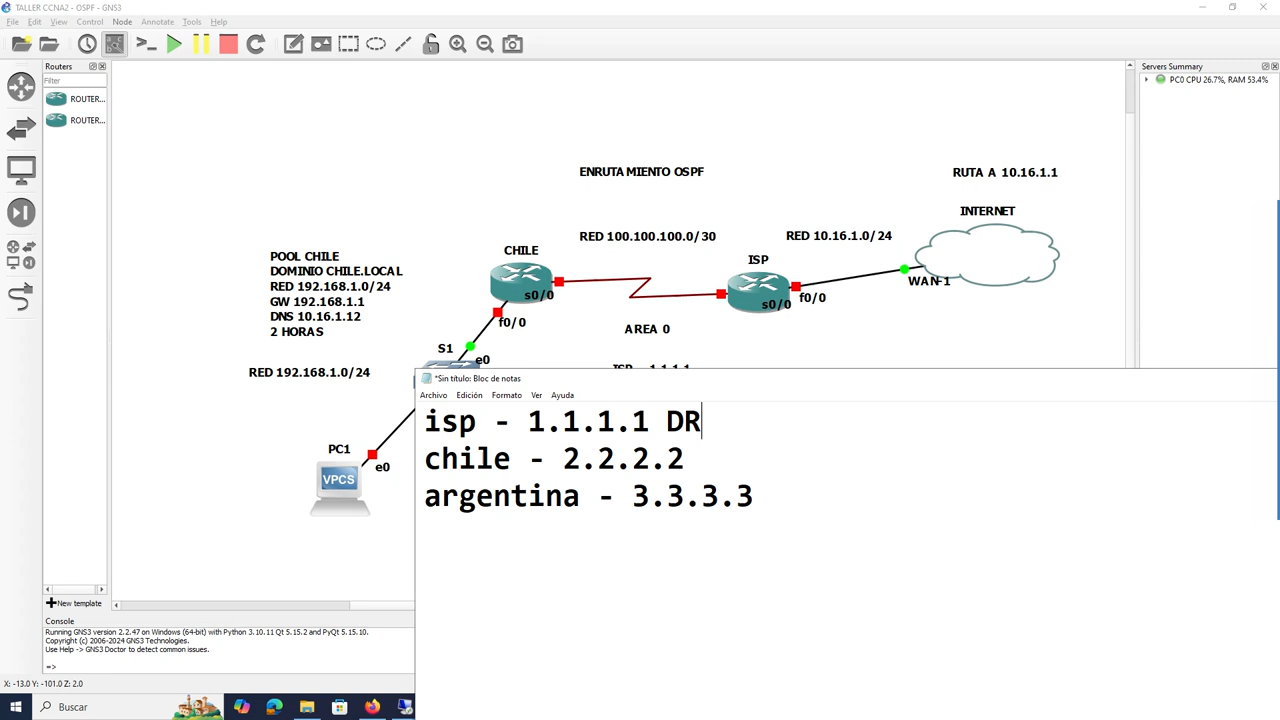 TALLER CCNA2 - OSPF - GNS3
File Edit View Control Node Annotate Tools Help
Routers
Filter
ROUTER...
ROUTER...
Servers Summary
PC0 CPU 26.7%, RAM 53.4%
ENRUTAMIENTO OSPF
RUTA A 10.16.1.1
INTERNET
RED 100.100.100.0/30
RED 10.16.1.0/24
CHILE
ISP
POOL CHILE
DOMINIO CHILE.LOCAL
RED 192.168.1.0/24
GW 192.168.1.1
DNS 10.16.1.12
2 HORAS
s0/0
s0/0
f0/0
WAN-1
f0/0
AREA 0
S1
e0
RED 192.168.1.0/24
ISP - 1.1.1.1
PC1
e0
VPCS
*Sin título: Bloc de notas
Archivo Edición Formato Ver Ayuda
isp - 1.1.1.1 DR
chile - 2.2.2.2
argentina - 3.3.3.3
New template
Console
Running GNS3 version 2.2.47 on Windows (64-bit) with Python 3.10.11 Qt 5.15.2 and PyQt 5.15.10.
Copyright (c) 2006-2024 GNS3 Technologies.
Use Help -> GNS3 Doctor to detect common issues.
=>
X: -13.0 Y: -101.0 Z: 2.0
Buscar